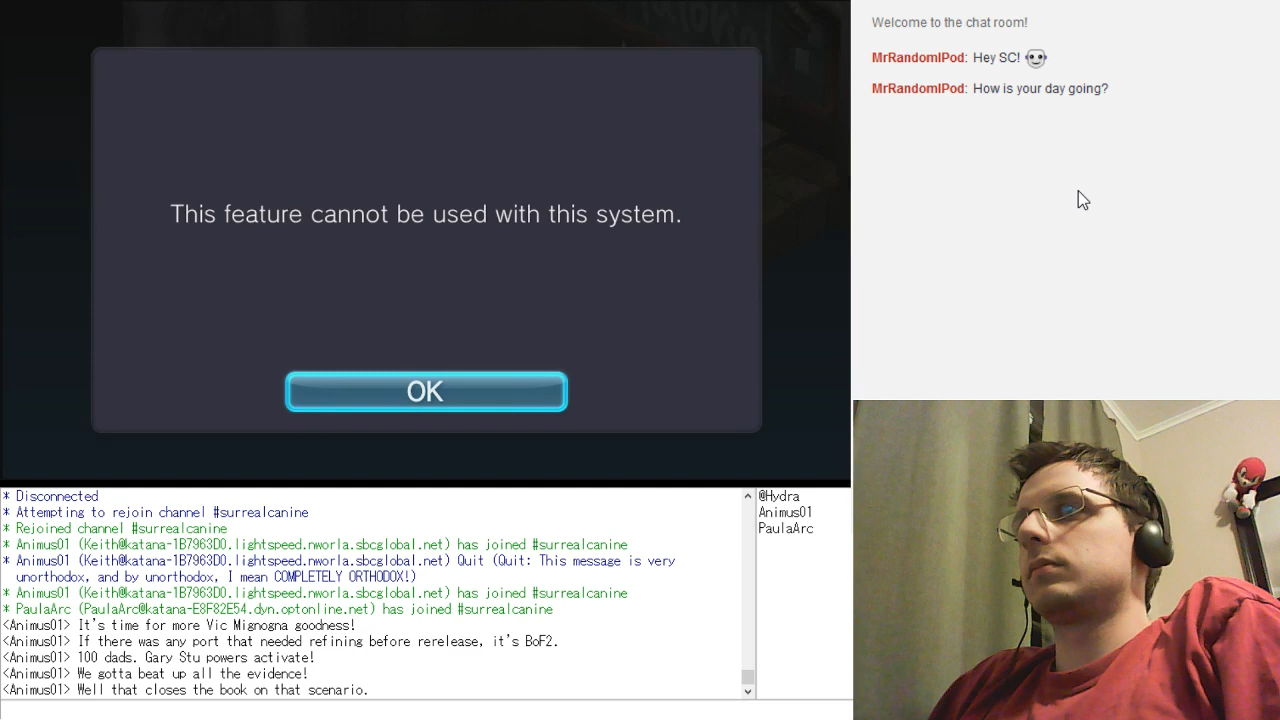 This feature cannot be used with this system.
OK
Welcome to the chat room!
MrRandomIPod: Hey SC!
MrRandomIPod: How is your day going?
* Disconnected
* Attempting to rejoin channel #surrealcanine
* Rejoined channel #surrealcanine
* Animus01 (Keith@katana-1B7963D0.lightspeed.nworla.sbcglobal.net) has joined #surrealcanine
* Animus01 (Keith@katana-1B7963D0.lightspeed.nworla.sbcglobal.net) Quit (Quit: This message is very
unorthodox, and by unorthodox, I mean COMPLETELY ORTHODOX!)
* Animus01 (Keith@katana-1B7963D0.lightspeed.nworla.sbcglobal.net) has joined #surrealcanine
* PaulaArc (PaulaArc@katana-E8F82E54.dyn.optonline.net) has joined #surrealcanine
<Animus01> It's time for more Vic Mignogna goodness!
<Animus01> If there was any port that needed refining before rerelease, it's BoF2.
<Animus01> 100 dads. Gary Stu powers activate!
<Animus01> We gotta beat up all the evidence!
<Animus01> Well that closes the book on that scenario.
@Hydra
Animus01
PaulaArc